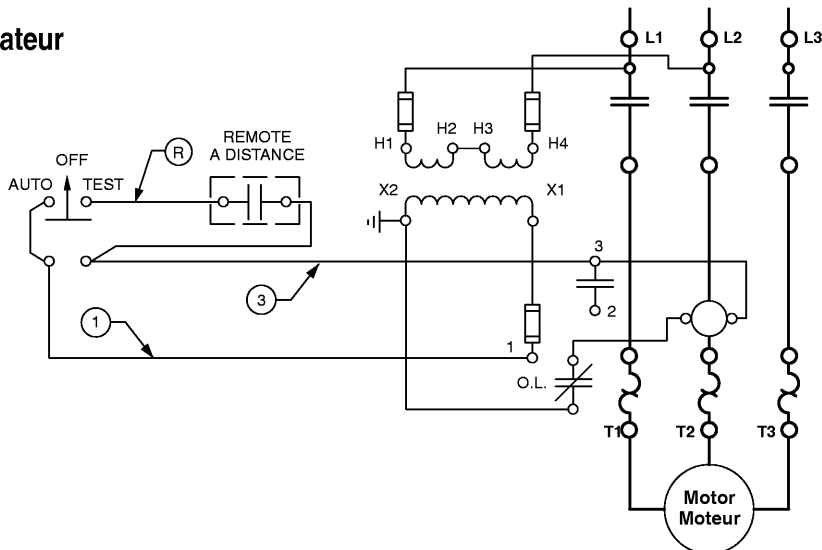 ateur
L1
L2
L3
H1
H2
H3
H4
REMOTE
A DISTANCE
R
OFF
AUTO
TEST
X2
X1
3
3
2
1
1
O.L.
T1
T2
T3
Motor
Moteur